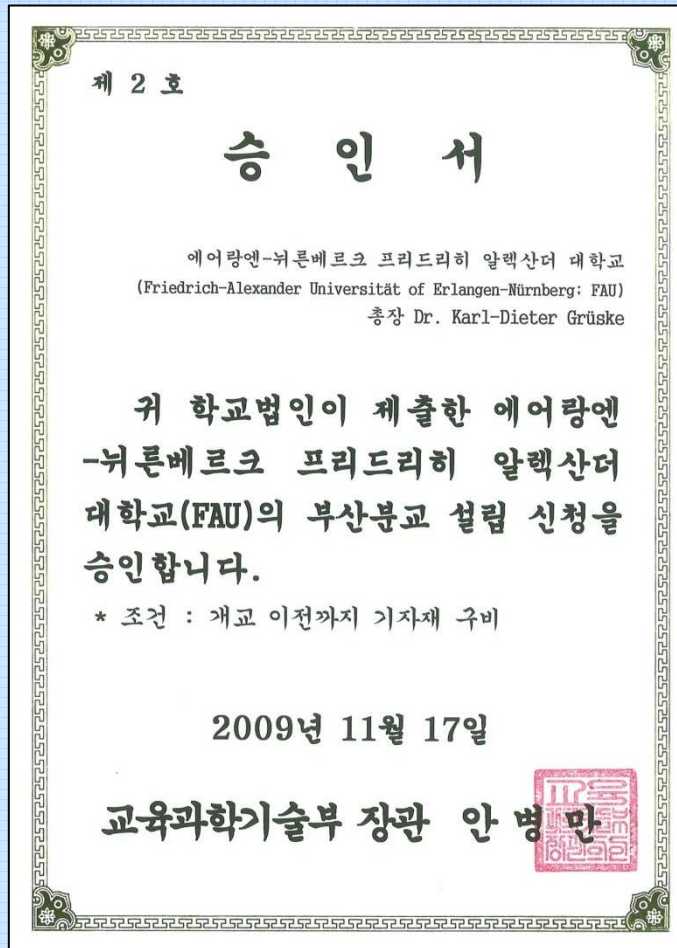 제 2 호
승 인 서
에어랑엔-뉘른베르크 프리드리히 알렉산더 대학교
(Friedrich-Alexander Universität of Erlangen-Nürnberg: FAU)
총장 Dr. Karl-Dieter Grüske
귀 학교법인이 제출한 에어랑엔
-뉘른베르크 프리드리히 알렉산더
대학교(FAU)의 부산분교 설립 신청을
승인합니다.
* 조건 : 개교 이전까지 기자재 구비
2009년 11월 17일
교육과학기술부 장관 안 병 만